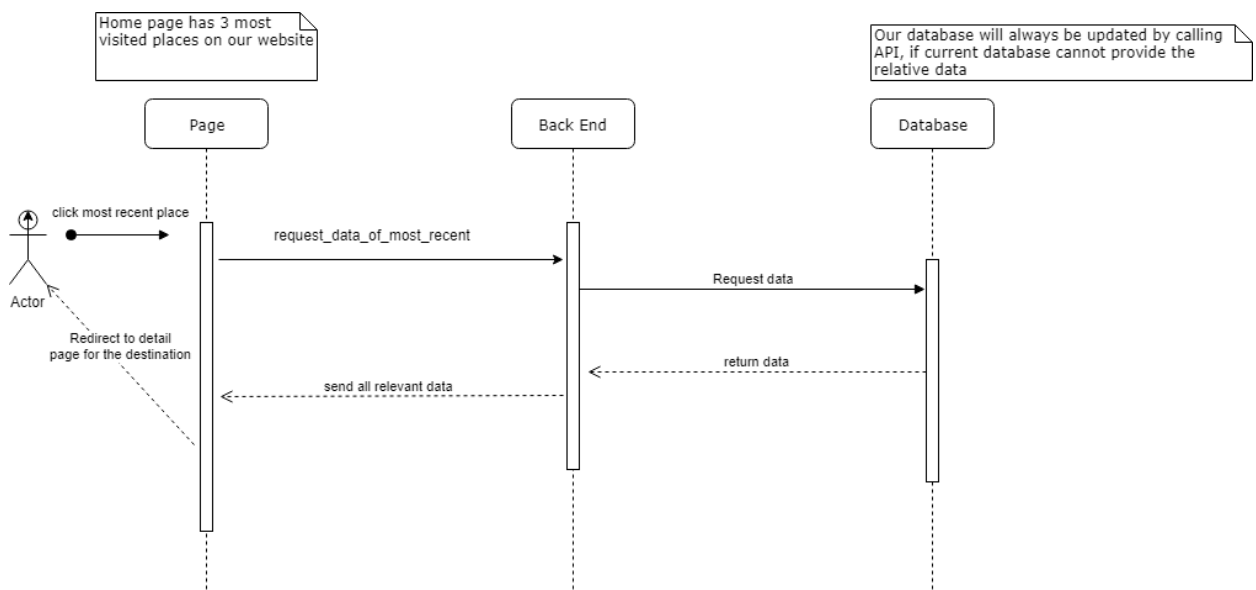 Home page has 3 most
visited places on our website
Our database will always be updated by calling
API, if current database cannot provide the
relative data
Page
Back End
Database
click most recent place
request_data_of_most_recent
Request data
Actor
Redirect to detail
page for the destination
return data
send all relevant data